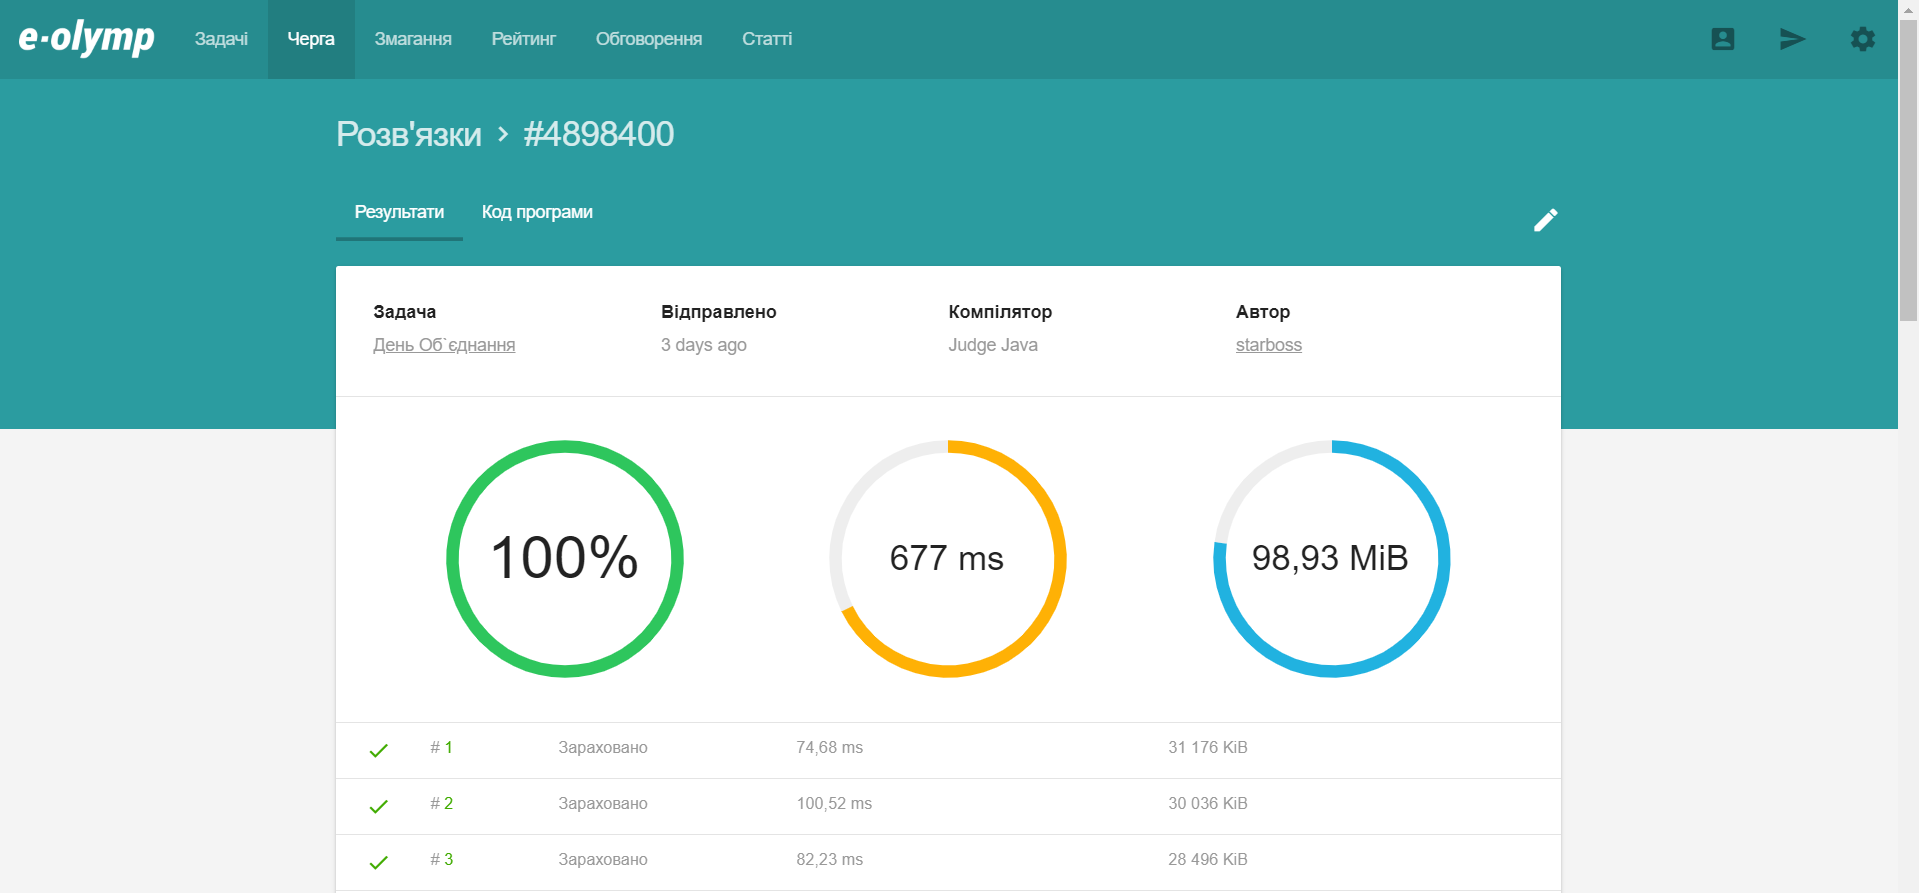 e-olymp Задачі Черга Змагання Рейтинг Обговорення Статті
Розв'язки > #4898400
Результати Код програми
Задача Відправлено Компілятор Автор
День Об`єднання 3 days ago Judge Java starboss
100% 677 ms 98,93 MiB
# 1 Зараховано 74,68 ms 31 176 KiB
# 2 Зараховано 100,52 ms 30 036 KiB
# 3 Зараховано 82,23 ms 28 496 KiB